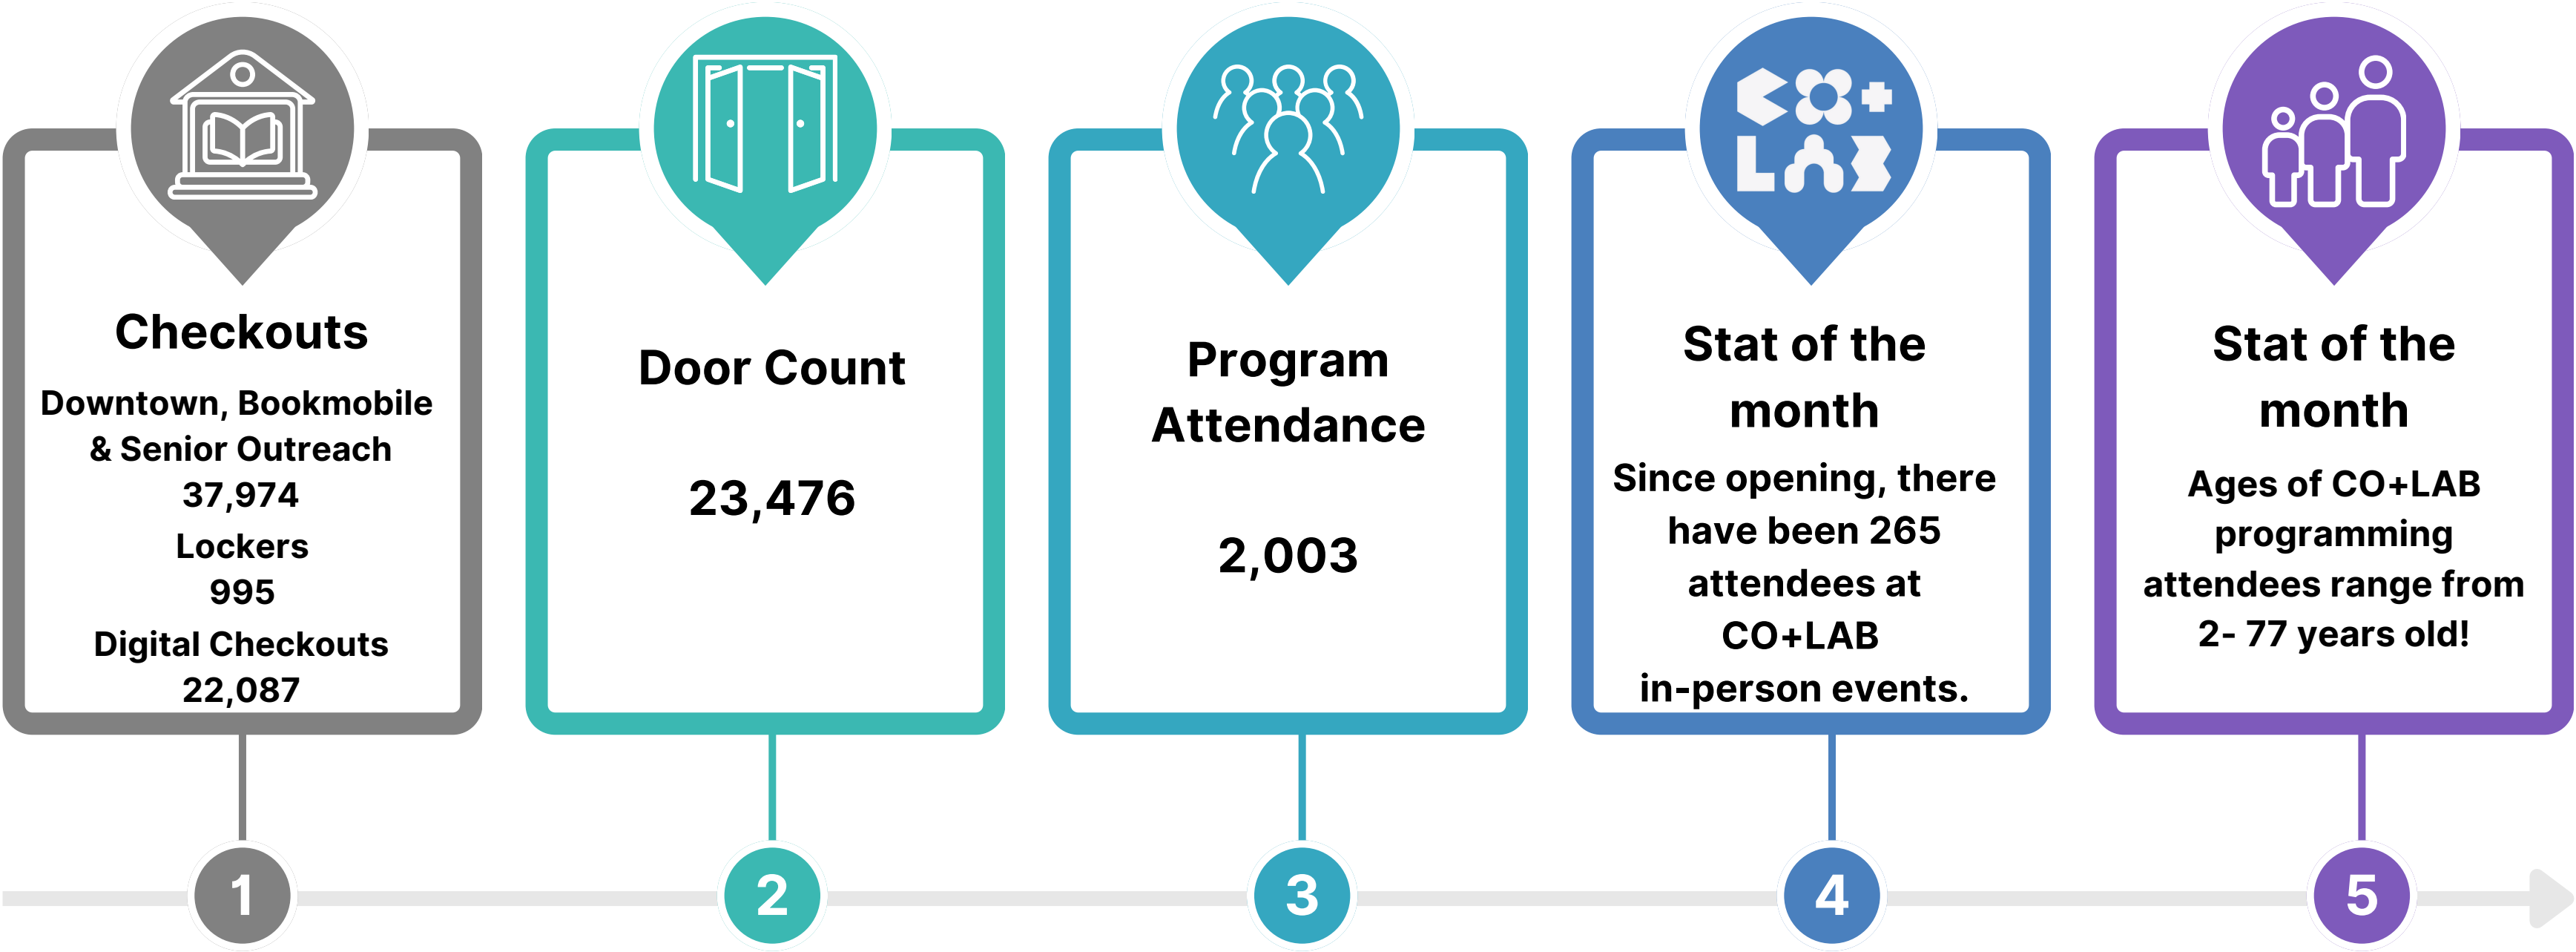 CO+
LAB
Checkouts
Downtown, Bookmobile
& Senior Outreach
37,974
Lockers
995
Digital Checkouts
22,087
Door Count
23,476
Program
Attendance
2,003
Stat of the
month
Since opening, there
have been 265
attendees at
CO+LAB
in-person events.
Stat of the
month
Ages of CO+LAB
programming
attendees range from
2- 77 years old!
1
2
3
4
5